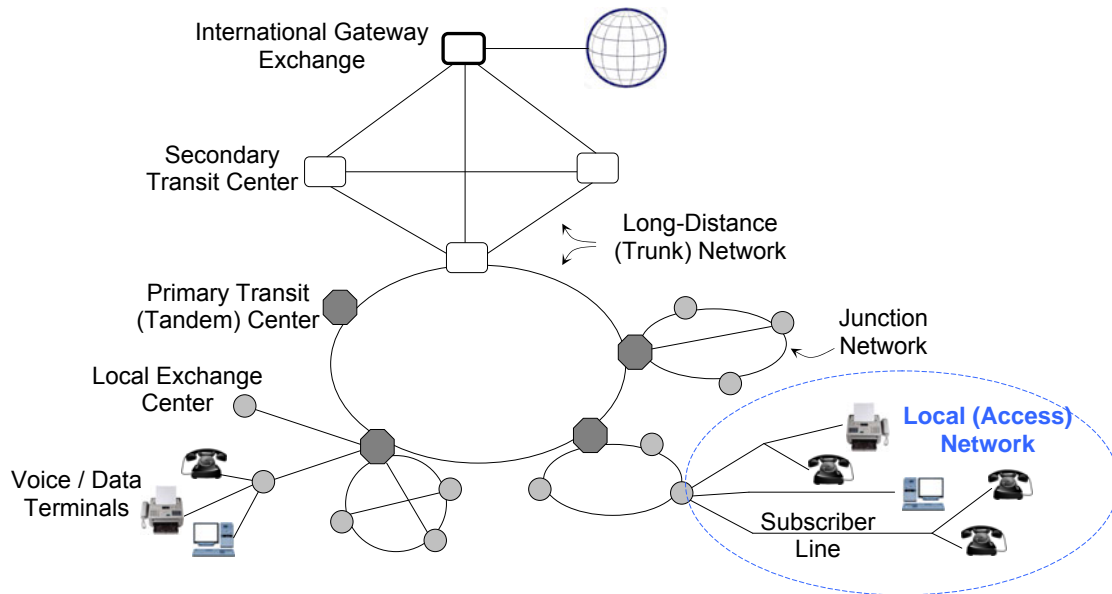 International Gateway
Exchange
Secondary
Transit Center
Long-Distance
(Trunk) Network
Primary Transit
(Tandem) Center
Junction
Network
Local Exchange
Center
Local (Access)
Network
Voice / Data
Terminals
Subscriber
Line